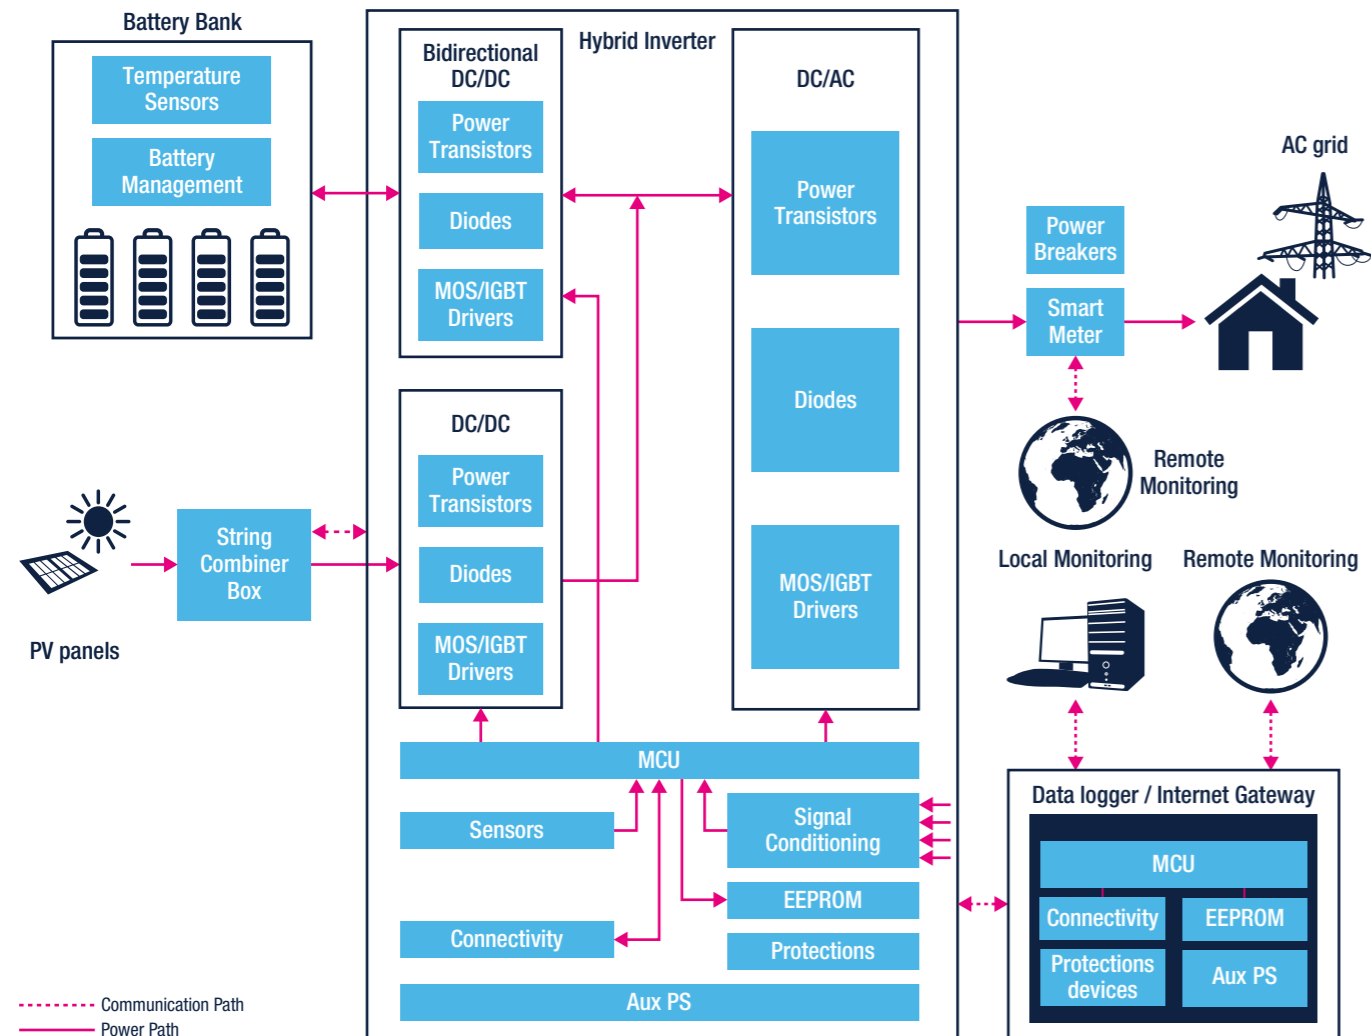 Battery Bank
Temperature
Sensors
Battery
Management
Hybrid Inverter
Bidirectional
DC/DC
Power
Transistors
Diodes
MOS/IGBT
Drivers
DC/AC
Power
Transistors
Diodes
MOS/IGBT
Drivers
AC grid
Power
Breakers
Smart
Meter
Remote
Monitoring
DC/DC
Power
Transistors
Diodes
MOS/IGBT
Drivers
String
Combiner
Box
PV panels
Local Monitoring
Remote Monitoring
MCU
Sensors
Signal
Conditioning
EEPROM
Connectivity
Protections
Aux PS
Data logger / Internet Gateway
MCU
Connectivity
EEPROM
Protections
devices
Aux PS
Communication Path
Power Path